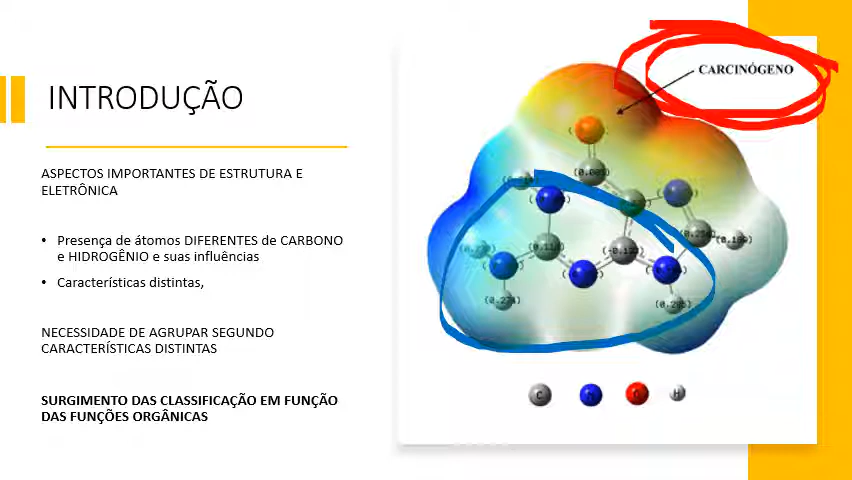 CARCINÓGENO
INTRODUÇÃO
ASPECTOS IMPORTANTES DE ESTRUTURA E
ELETRÔNICA
• Presença de átomos DIFERENTES de CARBONO
e HIDROGÊNIO e suas influências
• Características distintas,
NECESSIDADE DE AGRUPAR SEGUNDO
CARACTERÍSTICAS DISTINTAS
SURGIMENTO DAS CLASSIFICAÇÃO EM FUNÇÃO
DAS FUNÇÕES ORGÂNICAS
C N O H